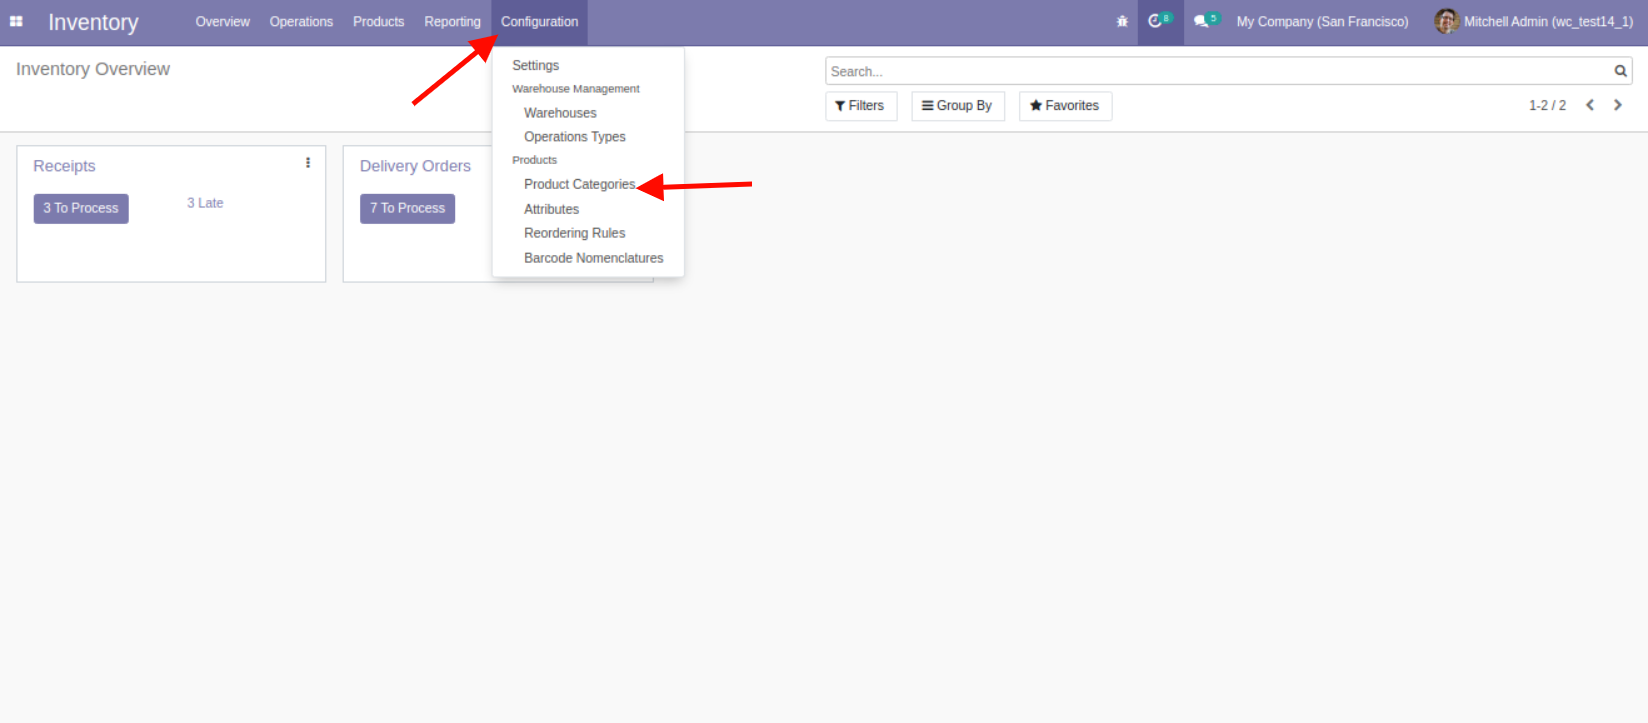 Inventory Overview Operations Products Reporting Configuration 8 5 My Company (San Francisco) Mitchell Admin (wc_test14_1)
Inventory Overview
Search...
Filters Group By Favorites 1-2 / 2
Settings
Warehouse Management
Warehouses
Operations Types
Products
Product Categories
Attributes
Reordering Rules
Barcode Nomenclatures
Receipts
3 To Process 3 Late
Delivery Orders
7 To Process